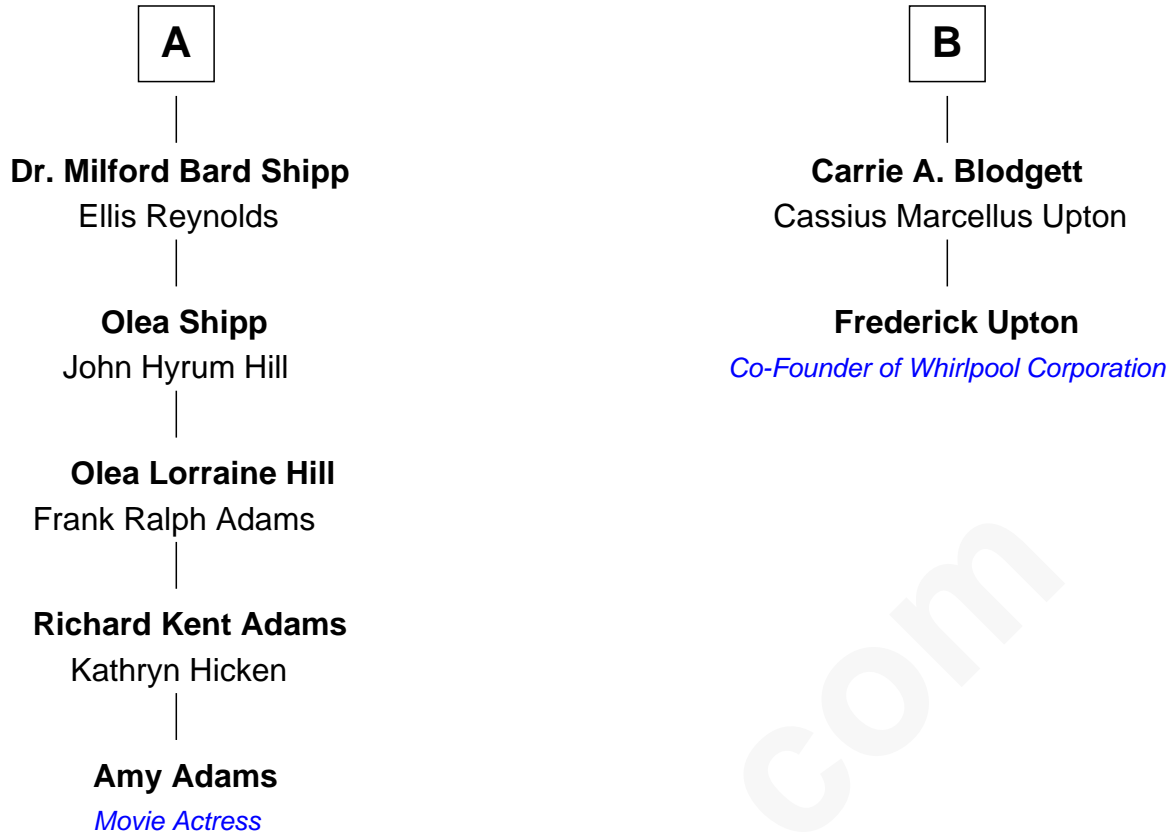 A
Dr. Milford Bard Shipp
Ellis Reynolds
Olea Shipp
John Hyrum Hill
Olea Lorraine Hill
Frank Ralph Adams
Richard Kent Adams
Kathryn Hicken
Amy Adams
Movie Actress
B
Carrie A. Blodgett
Cassius Marcellus Upton
Frederick Upton
Co-Founder of Whirlpool Corporation
com